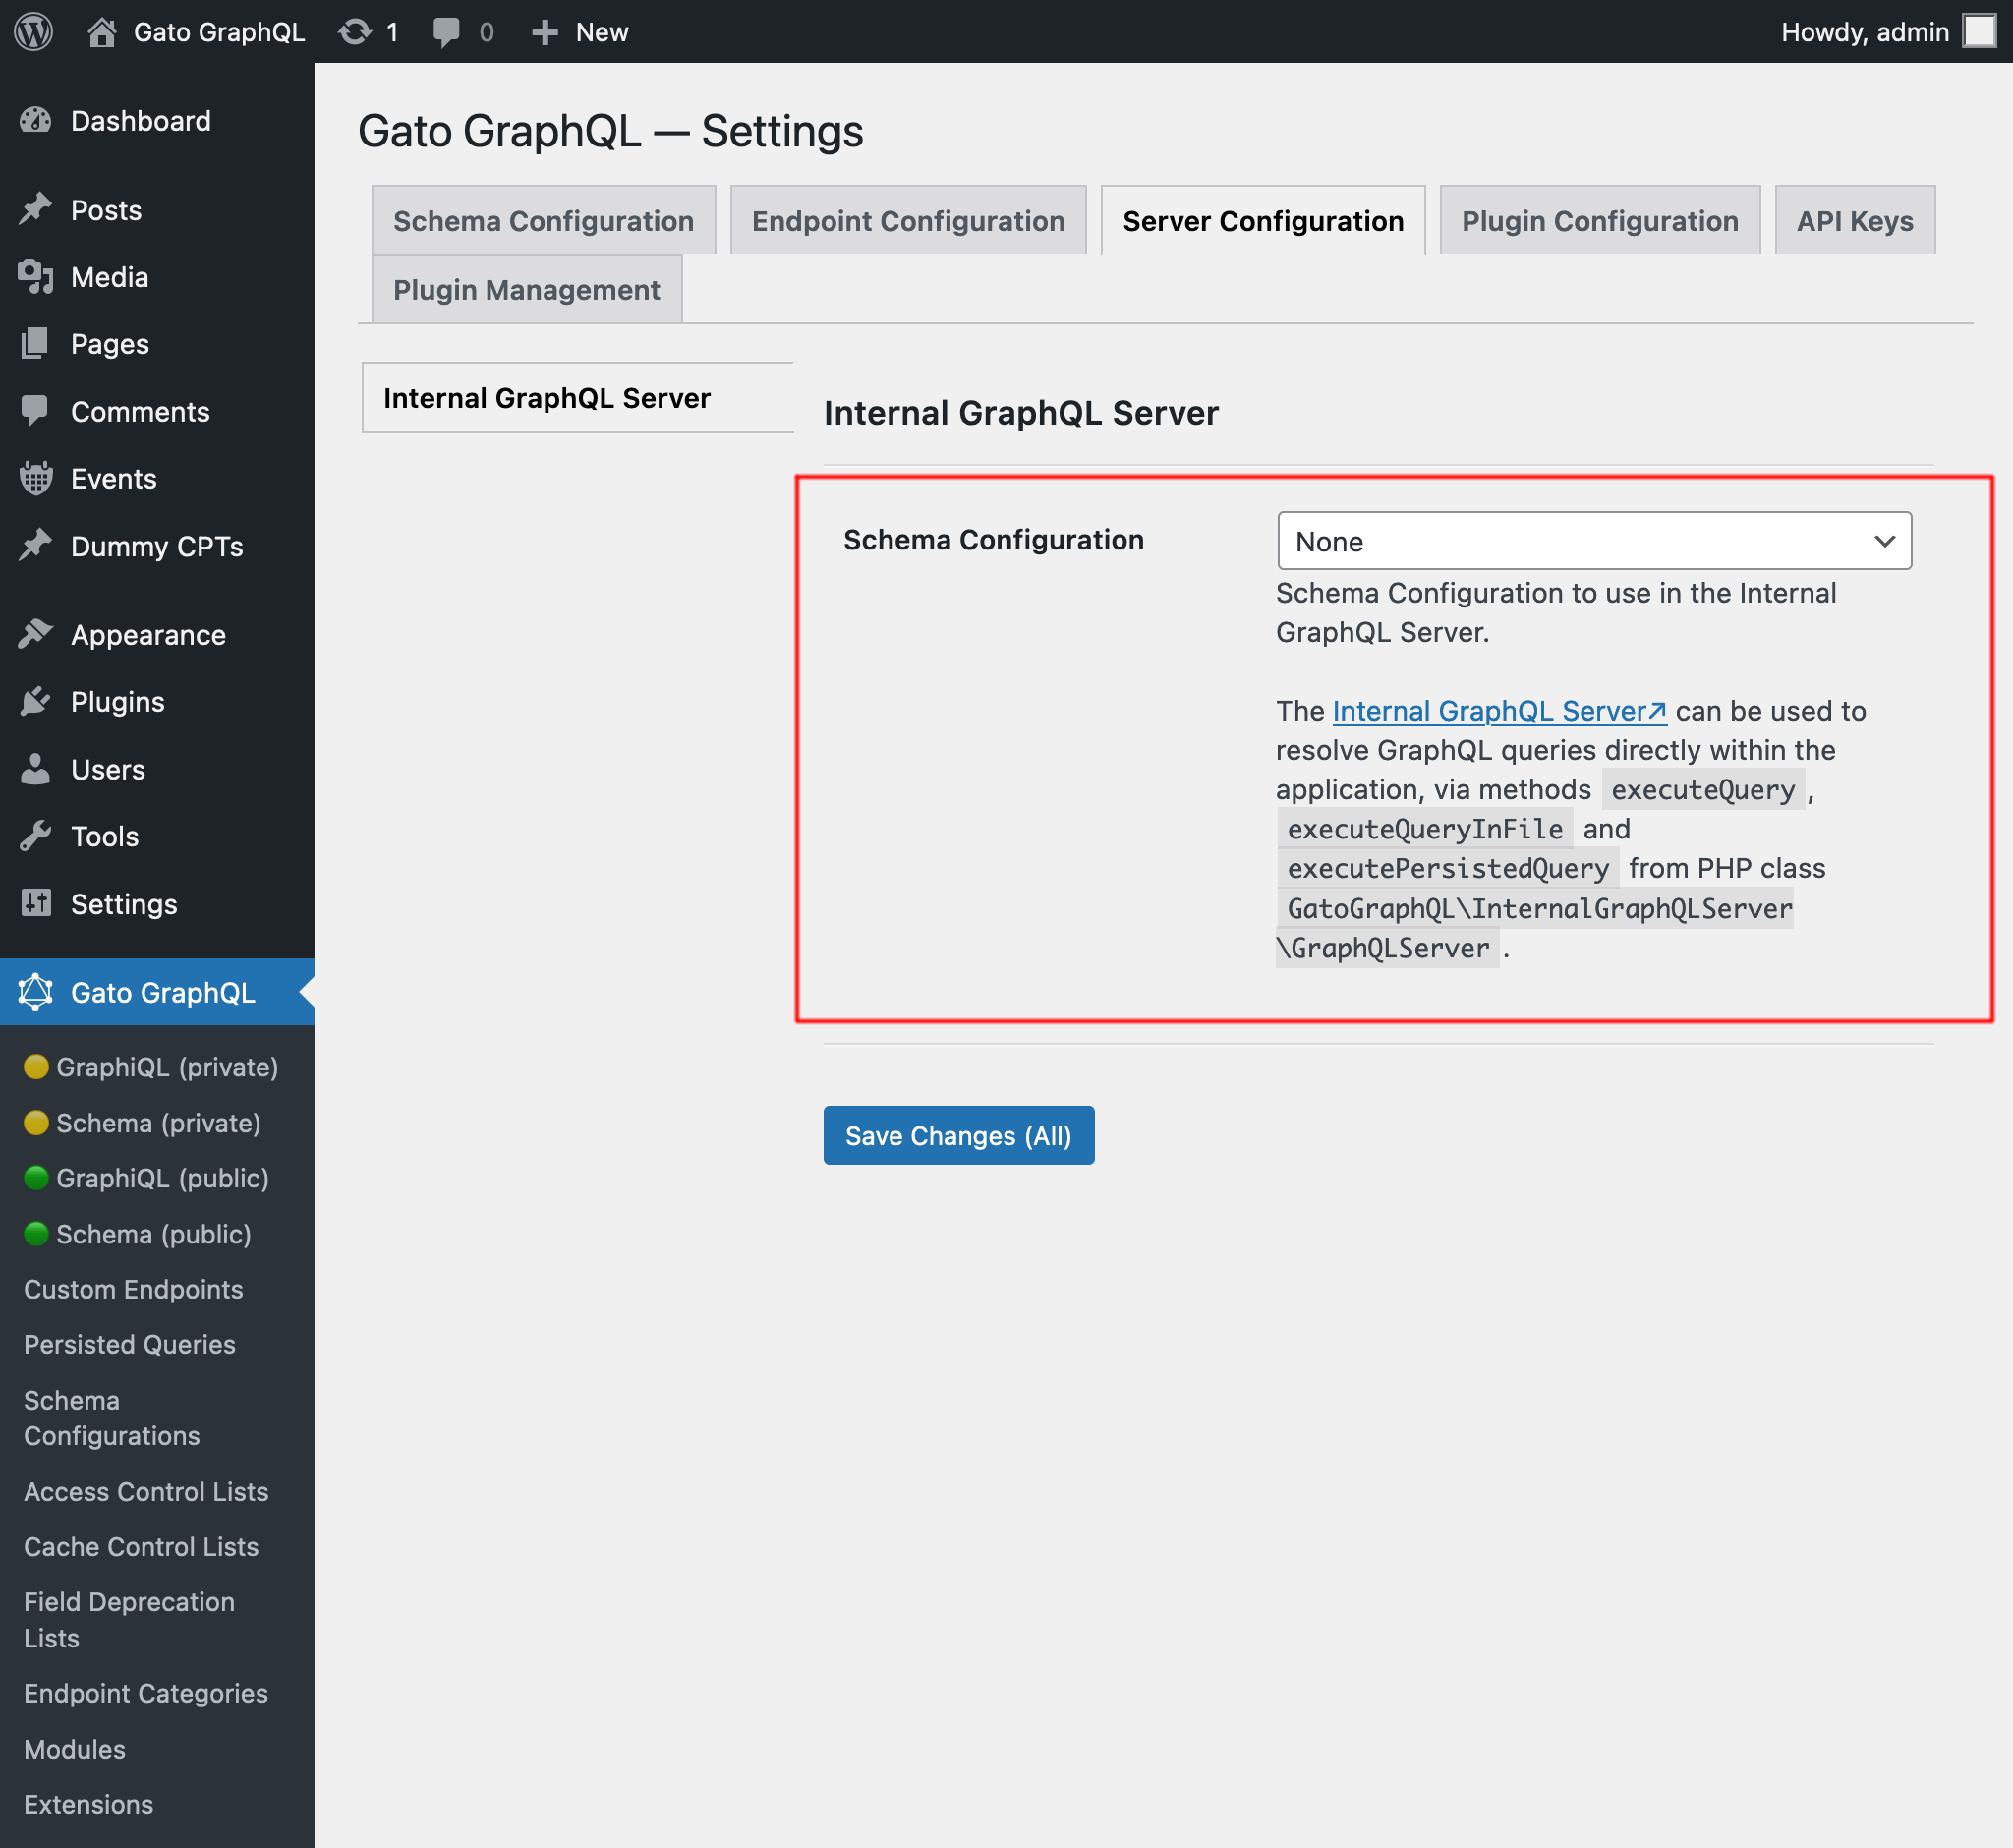 Gato GraphQL 1 0 New Howdy, admin
Dashboard
Posts
Media
Pages
Comments
Events
Dummy CPTs
Appearance
Plugins
Users
Tools
Settings
Gato GraphQL
GraphiQL (private)
Schema (private)
GraphiQL (public)
Schema (public)
Custom Endpoints
Persisted Queries
Schema
Configurations
Access Control Lists
Cache Control Lists
Field Deprecation
Lists
Endpoint Categories
Modules
Extensions
Gato GraphQL — Settings
Schema Configuration Endpoint Configuration Server Configuration Plugin Configuration API Keys
Plugin Management
Internal GraphQL Server
Internal GraphQL Server
Schema Configuration
None
Schema Configuration to use in the Internal
GraphQL Server.
The Internal GraphQL Server↗ can be used to
resolve GraphQL queries directly within the
application, via methods executeQuery ,
executeQueryInFile and
executePersistedQuery from PHP class
GatoGraphQL\InternalGraphQLServer
\GraphQLServer .
Save Changes (All)